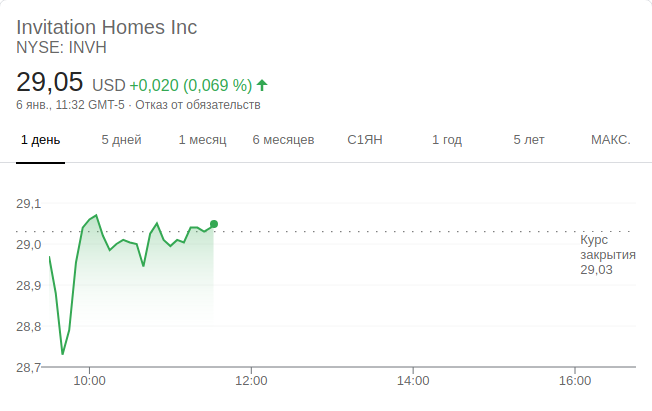 Invitation Homes Inc
NYSE: INVH
29,05 USD +0,020 (0,069 %)
6 янв., 11:32 GMT-5 · Отказ от обязательств
1 день 5 дней 1 месяц 6 месяцев С1ЯН 1 год 5 лет МАКС.
29,1
29,0
28,9
28,8
28,7
Курс
закрытия
29,03
10:00 12:00 14:00 16:00